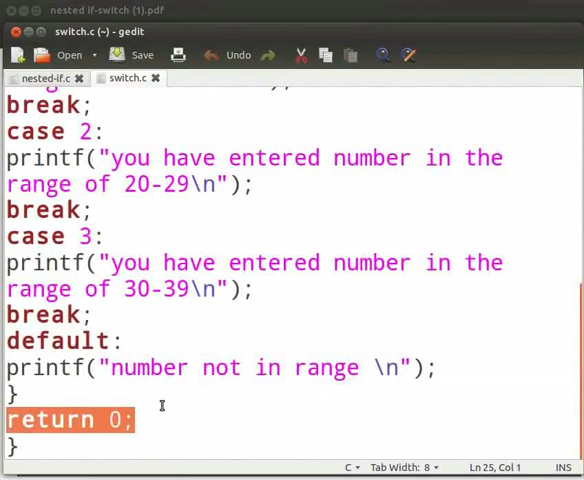 nested if-switch (1).pdf
switch.c (~) - gedit
Open Save Undo
nested-if.c switch.c
break;
case 2:
printf("you have entered number in the
range of 20-29\n");
break;
case 3:
printf("you have entered number in the
range of 30-39\n");
break;
default:
printf("number not in range \n");
}
return 0;
}
C Tab Width: 8 Ln 25, Col 1 INS